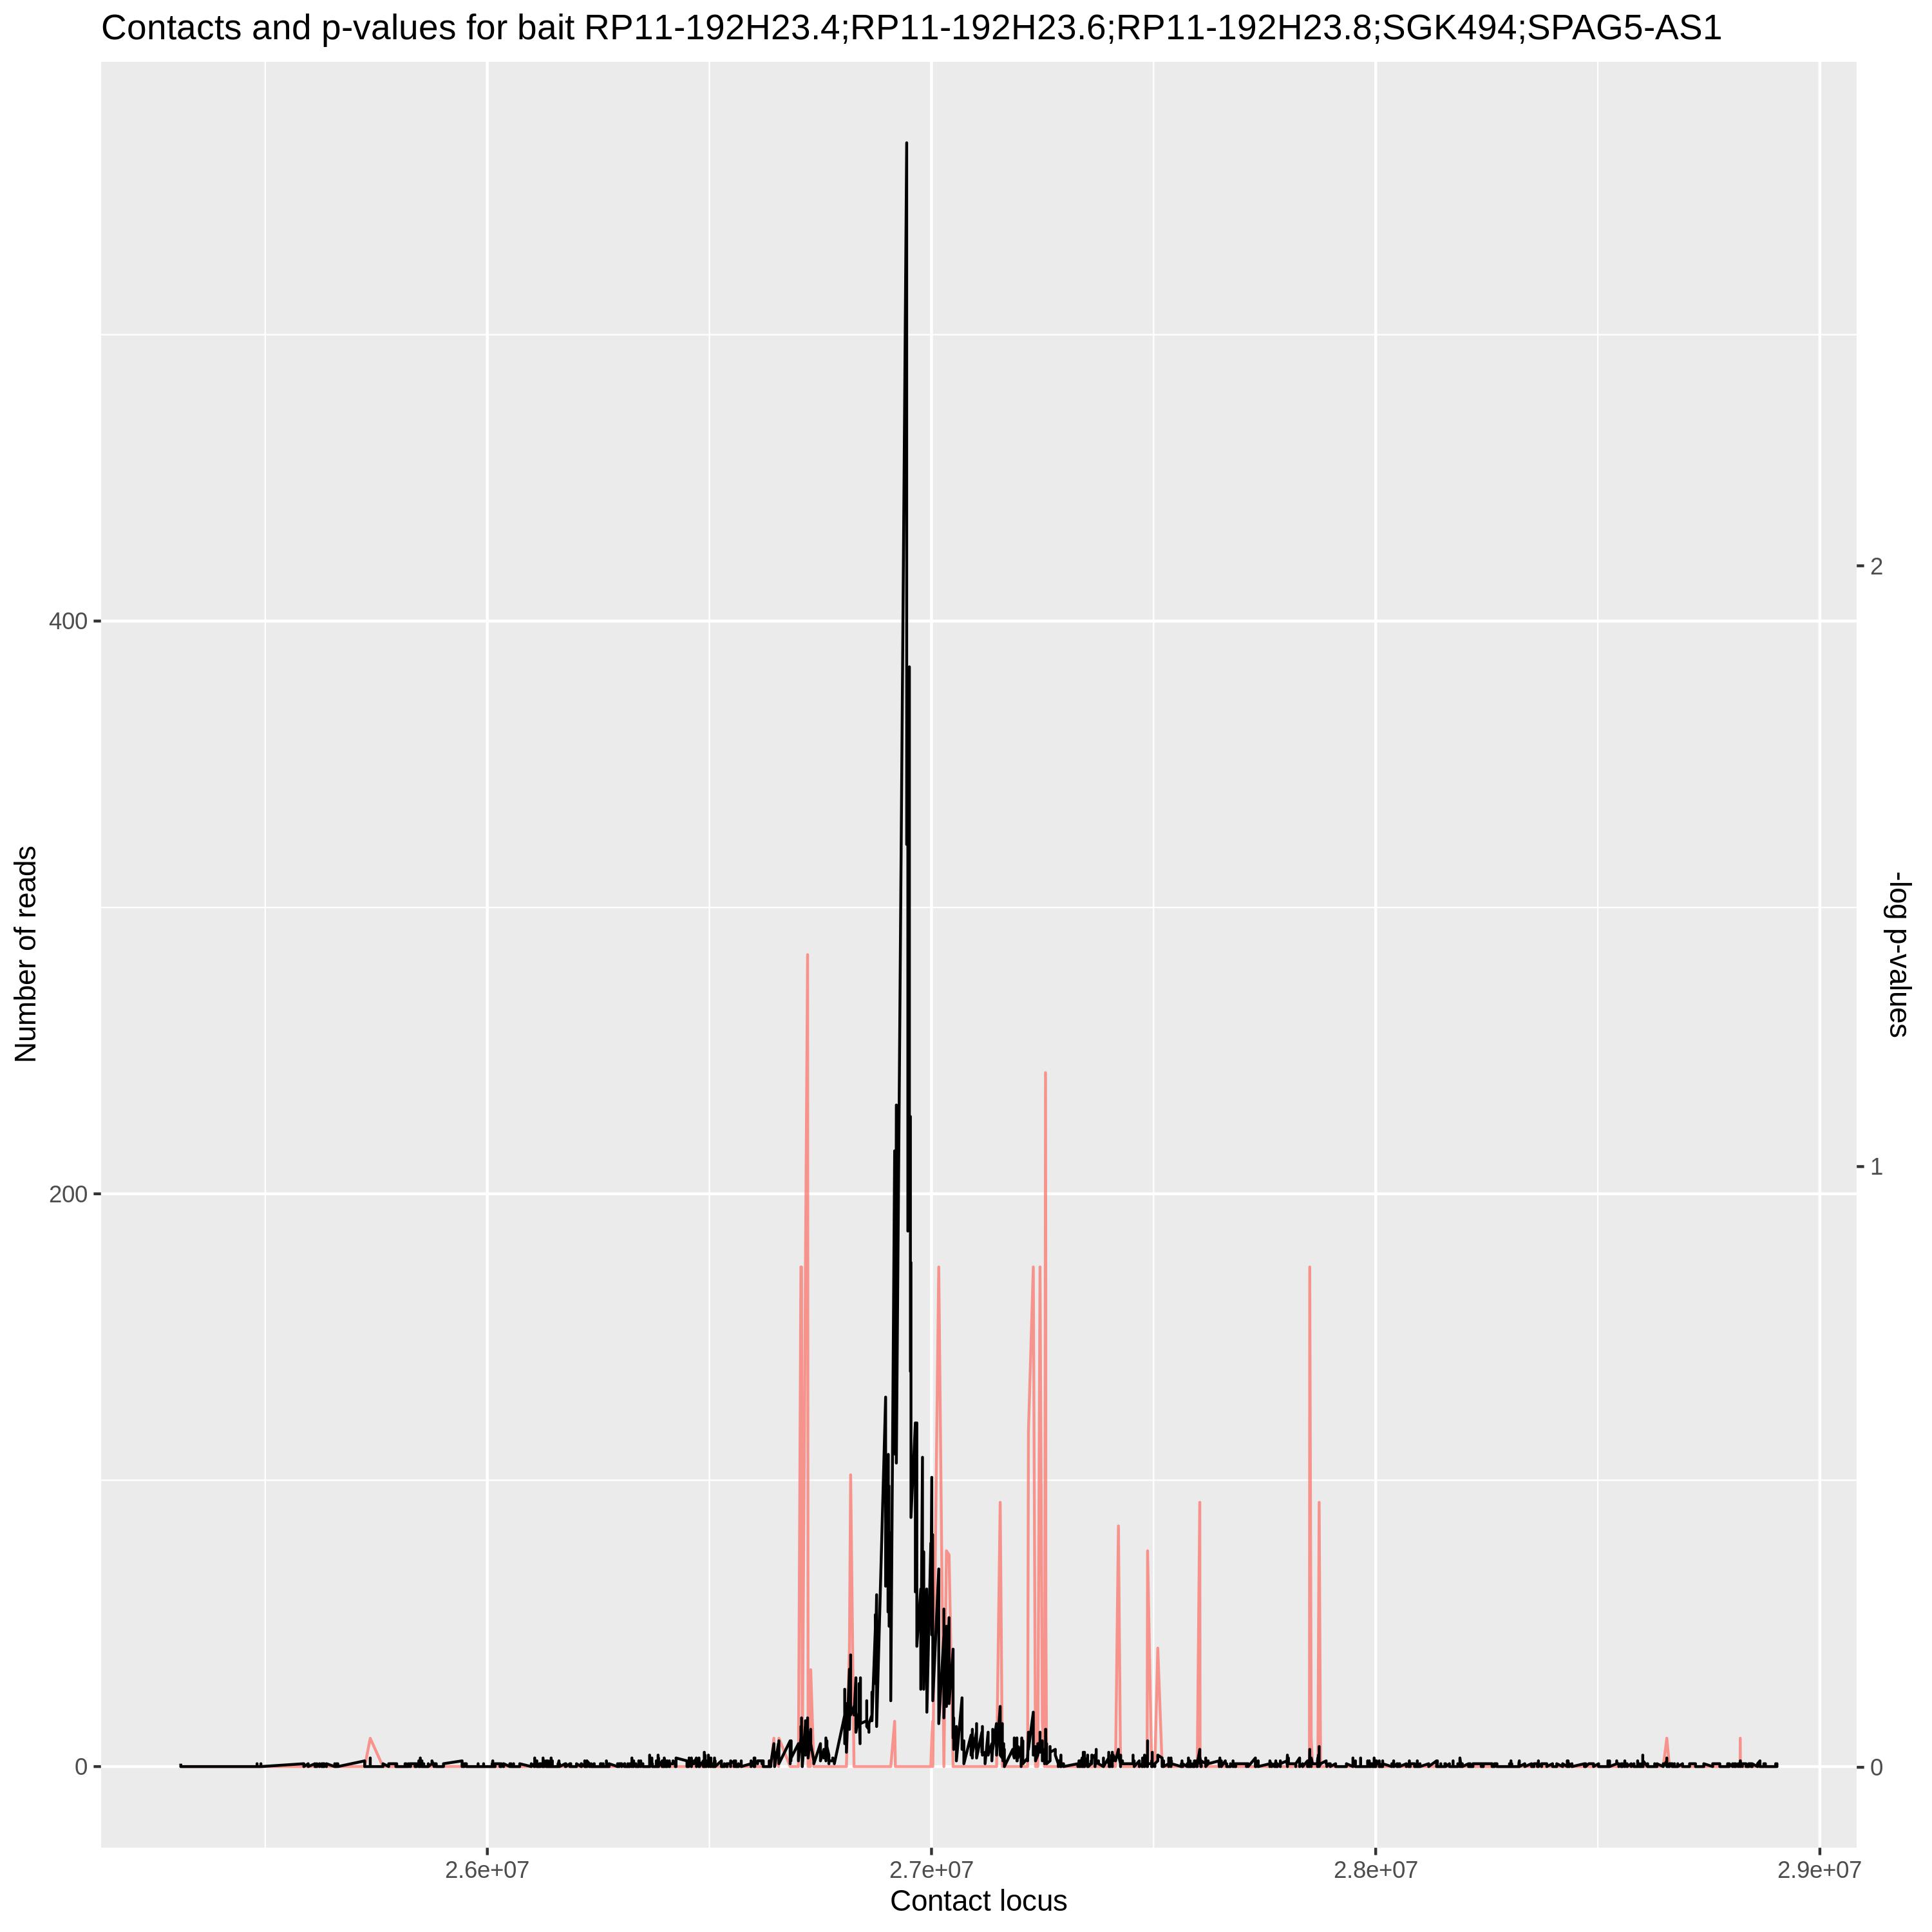 Contacts and p-values for bait RP11-192H23.4;RP11-192H23.6;RP11-192H23.8;SGK494;SPAG5-AS1
Number of reads
400
200
0
2
1
0
-log p-values
2.6e+07
2.7e+07
2.8e+07
2.9e+07
Contact locus